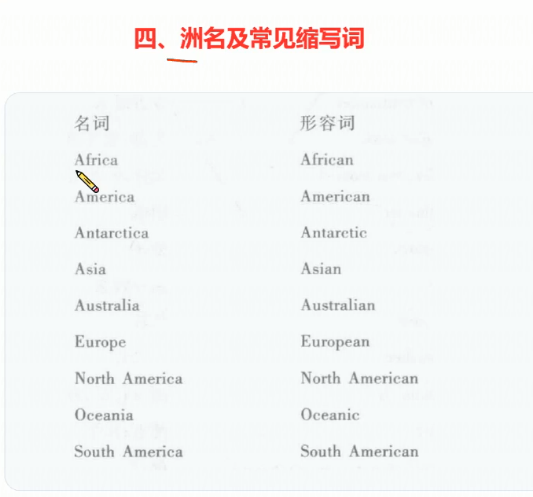 四、洲名及常见缩写词
名词 形容词
Africa African
America American
Antarctica Antarctic
Asia Asian
Australia Australian
Europe European
North America North American
Oceania Oceanic
South America South American